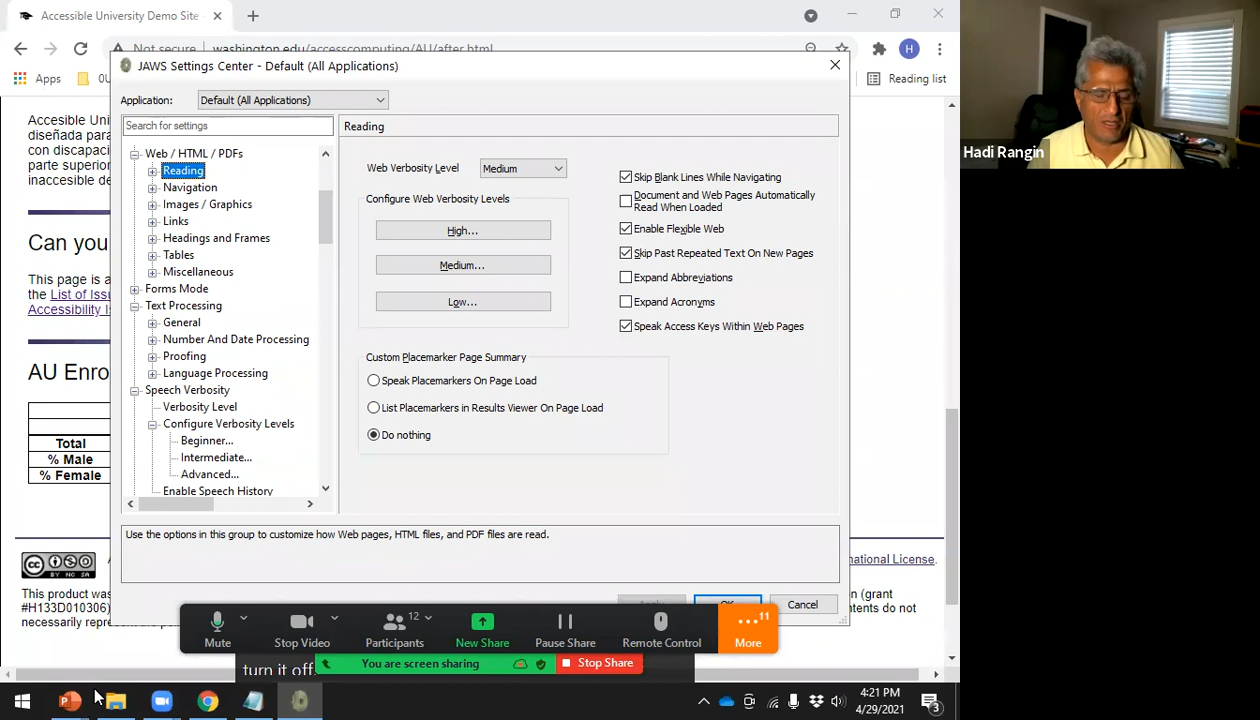 Accessible University Demo Site -
Not secure
washington.edu/accesscomputing/AU/after.html
H
Apps
Reading list
JAWS Settings Center - Default (All Applications)
Application:
Default (All Applications)
Search for settings
Reading
Web / HTML / PDFs
Reading
Navigation
Images / Graphics
Links
Headings and Frames
Tables
Miscellaneous
Forms Mode
Text Processing
General
Number And Date Processing
Proofing
Language Processing
Speech Verbosity
Verbosity Level
Configure Verbosity Levels
Beginner...
Intermediate...
Advanced...
Enable Speech History
Web Verbosity Level
Medium
Configure Web Verbosity Levels
High...
Medium...
Low...
Skip Blank Lines While Navigating
Document and Web Pages Automatically
Read When Loaded
Enable Flexible Web
Skip Past Repeated Text On New Pages
Expand Abbreviations
Expand Acronyms
Speak Access Keys Within Web Pages
Custom Placemarker Page Summary
Speak Placemarkers On Page Load
List Placemarkers in Results Viewer On Page Load
Do nothing
Use the options in this group to customize how Web pages, HTML files, and PDF files are read.
Cancel
Accesible Uni
diseñada para
con discapaci
parte superior
inaccesible de
Can you
This page is a
the List of Iss
Accessibility I
AU Enro
Total
% Male
% Female
cc
BY NC SA
national License.
This product was
#H133D010306)
necessarily repres
on (grant
ntents do not
Mute
Stop Video
12
Participants
New Share
Pause Share
Remote Control
11
More
You are screen sharing
Stop Share
turn it off.
4:21 PM
4/29/2021
3
Hadi Rangin